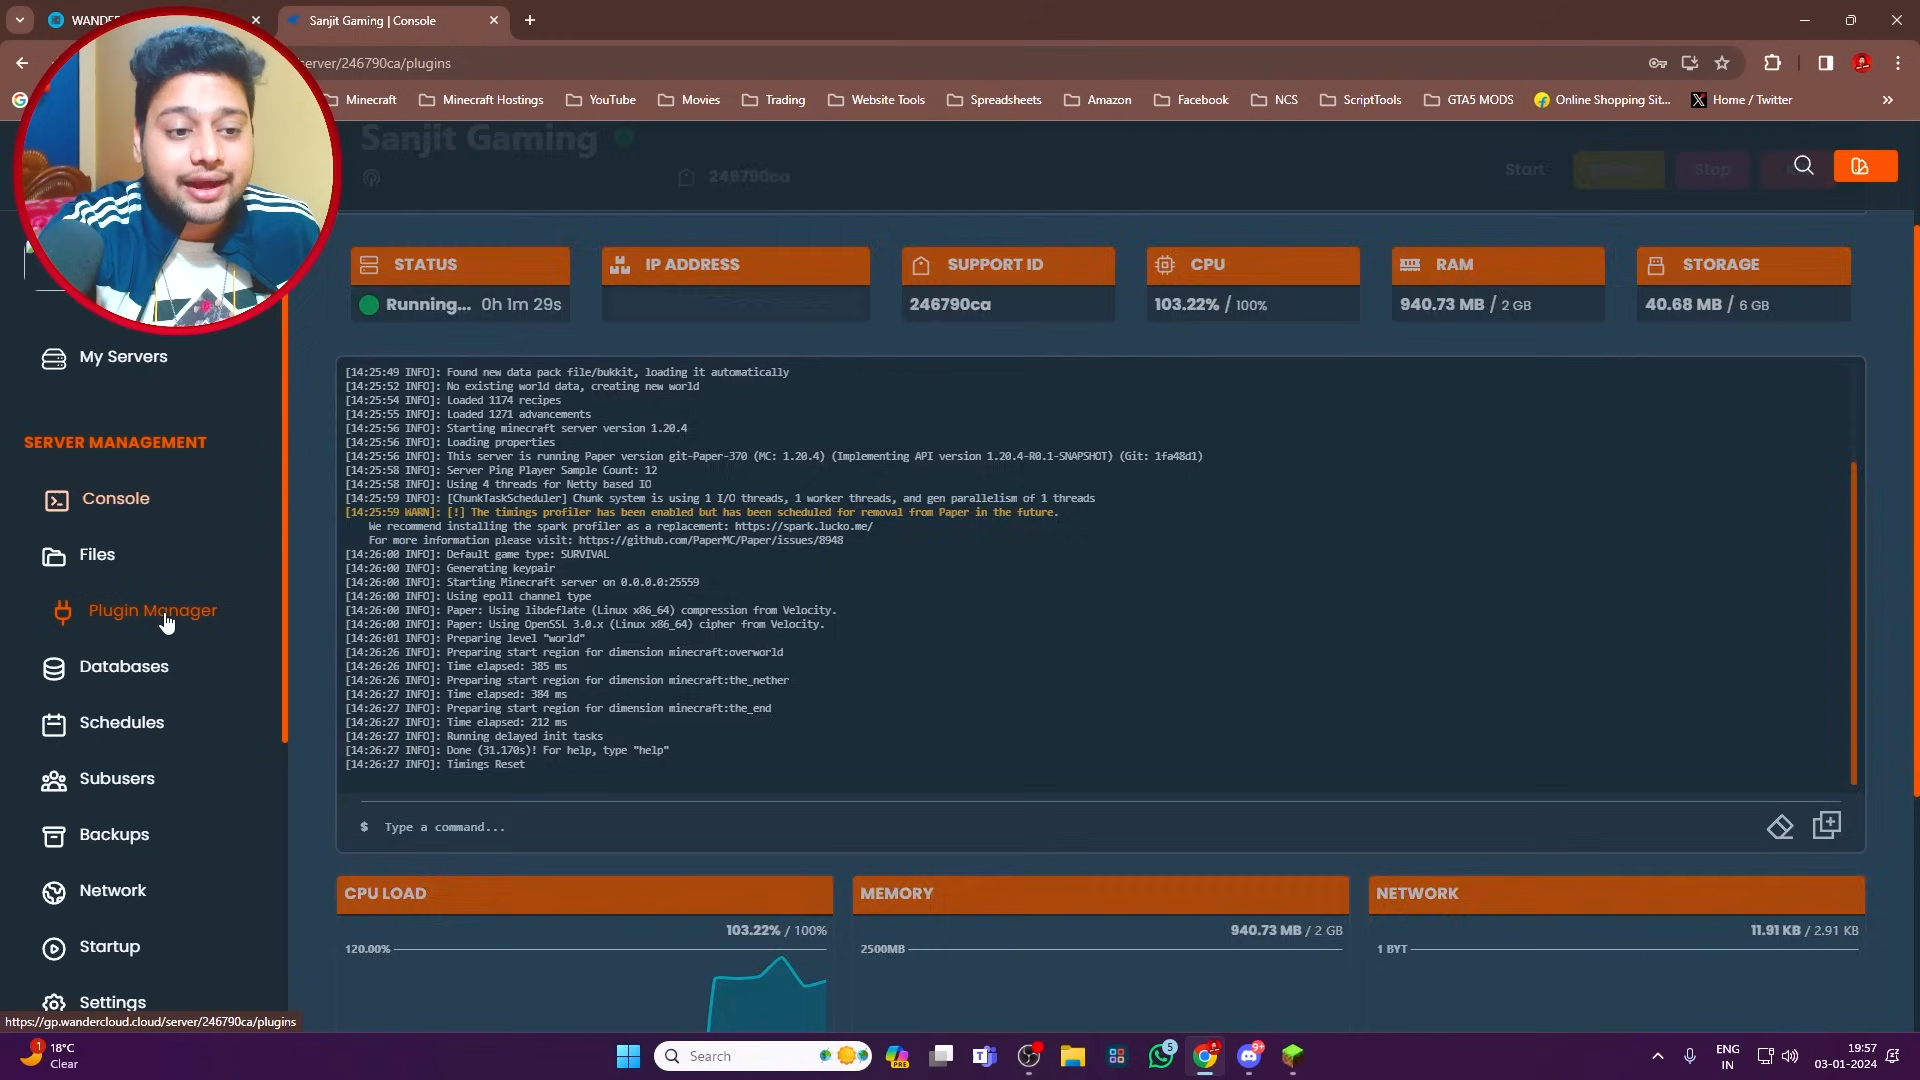 WANDE
Sanjit Gaming | Console
server/246790ca/plugins
Minecraft
Minecraft Hostings
YouTube
Movies
Trading
Website Tools
Spreadsheets
Amazon
Facebook
NCS
ScriptTools
GTA5 MODS
Online Shopping Sit...
Home / Twitter
Sanjit Gaming
246790ca
Start
Stop
STATUS
IP ADDRESS
SUPPORT ID
CPU
RAM
STORAGE
Running... 0h 1m 29s
246790ca
103.22% / 100%
940.73 MB / 2 GB
40.68 MB / 6 GB
My Servers
SERVER MANAGEMENT
Console
Files
Plugin Manager
Databases
Schedules
Subusers
Backups
Network
Startup
Settings
[14:25:49 INFO]: Found new data pack file/bukkit, loading it automatically
[14:25:52 INFO]: No existing world data, creating new world
[14:25:54 INFO]: Loaded 1174 recipes
[14:25:55 INFO]: Loaded 1271 advancements
[14:25:56 INFO]: Starting minecraft server version 1.20.4
[14:25:56 INFO]: Loading properties
[14:25:56 INFO]: This server is running Paper version git-Paper-370 (MC: 1.20.4) (Implementing API version 1.20.4-R0.1-SNAPSHOT) (Git: 1fa48d1)
[14:25:58 INFO]: Server Ping Player Sample Count: 12
[14:25:58 INFO]: Using 4 threads for Netty based IO
[14:25:59 INFO]: [ChunkTaskScheduler] Chunk system is using 1 I/O threads, 1 worker threads, and gen parallelism of 1 threads
[14:25:59 WARN]: [!] The timings profiler has been enabled but has been scheduled for removal from Paper in the future.
We recommend installing the spark profiler as a replacement: https://spark.lucko.me/
For more information please visit: https://github.com/PaperMC/Paper/issues/8948
[14:26:00 INFO]: Default game type: SURVIVAL
[14:26:00 INFO]: Generating keypair
[14:26:00 INFO]: Starting Minecraft server on 0.0.0.0:25559
[14:26:00 INFO]: Using epoll channel type
[14:26:00 INFO]: Paper: Using libdeflate (Linux x86_64) compression from Velocity.
[14:26:00 INFO]: Paper: Using OpenSSL 3.0.x (Linux x86_64) cipher from Velocity.
[14:26:01 INFO]: Preparing level "world"
[14:26:26 INFO]: Preparing start region for dimension minecraft:overworld
[14:26:26 INFO]: Time elapsed: 385 ms
[14:26:26 INFO]: Preparing start region for dimension minecraft:the_nether
[14:26:27 INFO]: Time elapsed: 384 ms
[14:26:27 INFO]: Preparing start region for dimension minecraft:the_end
[14:26:27 INFO]: Time elapsed: 212 ms
[14:26:27 INFO]: Running delayed init tasks
[14:26:27 INFO]: Done (31.170s)! For help, type "help"
[14:26:27 INFO]: Timings Reset
$ Type a command...
CPU LOAD
MEMORY
NETWORK
103.22% / 100%
940.73 MB / 2 GB
11.91 KB / 2.91 KB
120.00%
2500MB
1 BYT
https://gp.wandercloud.cloud/server/246790ca/plugins
1
18°C
Clear
Search
PRE
5
9+
ENG
IN
19:57
03-01-2024